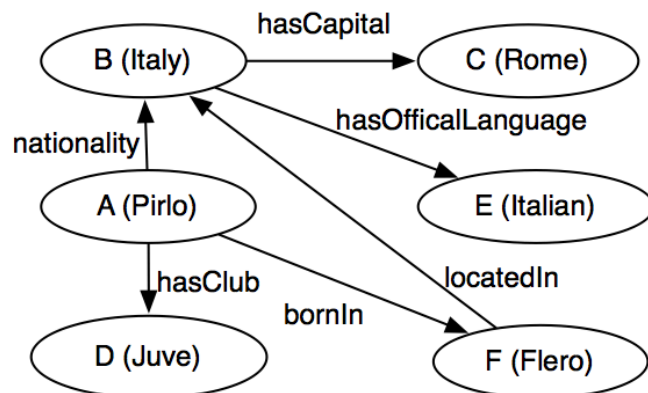 hasCapital
B (Italy)
C (Rome)
hasOfficalLanguage
nationality
A (Pirlo)
E (Italian)
hasClub
locatedIn
bornIn
D (Juve)
F (Flero)